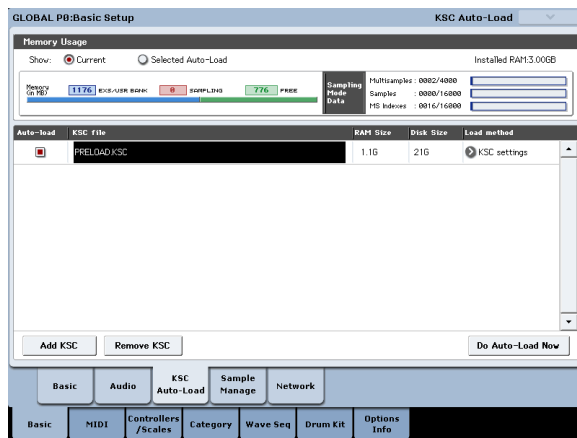 GLOBAL P0:Basic Setup KSC Auto-Load
Memory Usage
Show: Current Selected Auto-Load Installed RAM:3.00GB
Memory (in MB) 1176 EXS/USR BANK 0 SAMPLING 776 FREE
Sampling Mode Data
Multisamples : 0002/4000
Samples : 0000/16000
MS Indexes : 0016/16000
Auto-load KSC file RAM Size Disk Size Load method
PRELOAD.KSC 1.1G 21G KSC settings
Add KSC Remove KSC Do Auto-Load Now
Basic Audio KSC Auto-Load Sample Manage Network
Basic MIDI Controllers /Scales Category Wave Seq Drum Kit Options Info